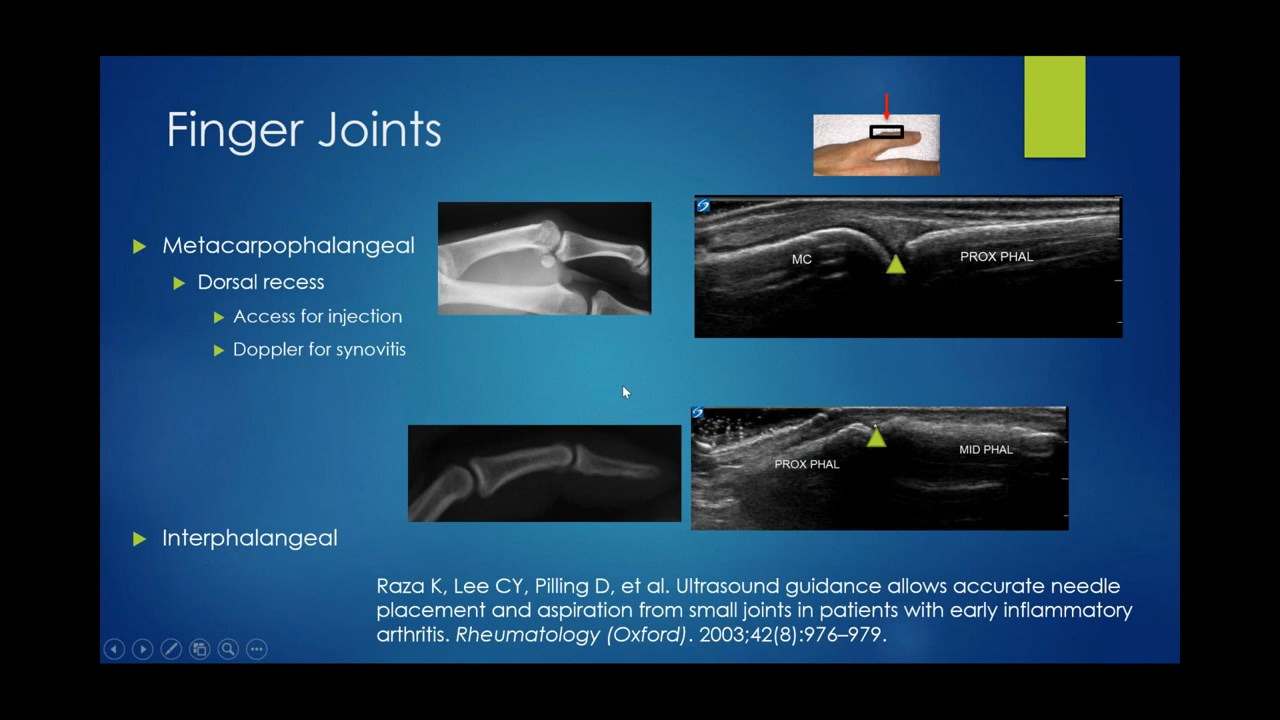 Finger Joints
Metacarpophalangeal
Dorsal recess
Access for injection
Doppler for synovitis
MC
PROX PHAL
PROX PHAL
MID PHAL
Interphalangeal
Raza K, Lee CY, Pilling D, et al. Ultrasound guidance allows accurate needle
placement and aspiration from small joints in patients with early inflammatory
arthritis. Rheumatology (Oxford). 2003;42(8):976–979.